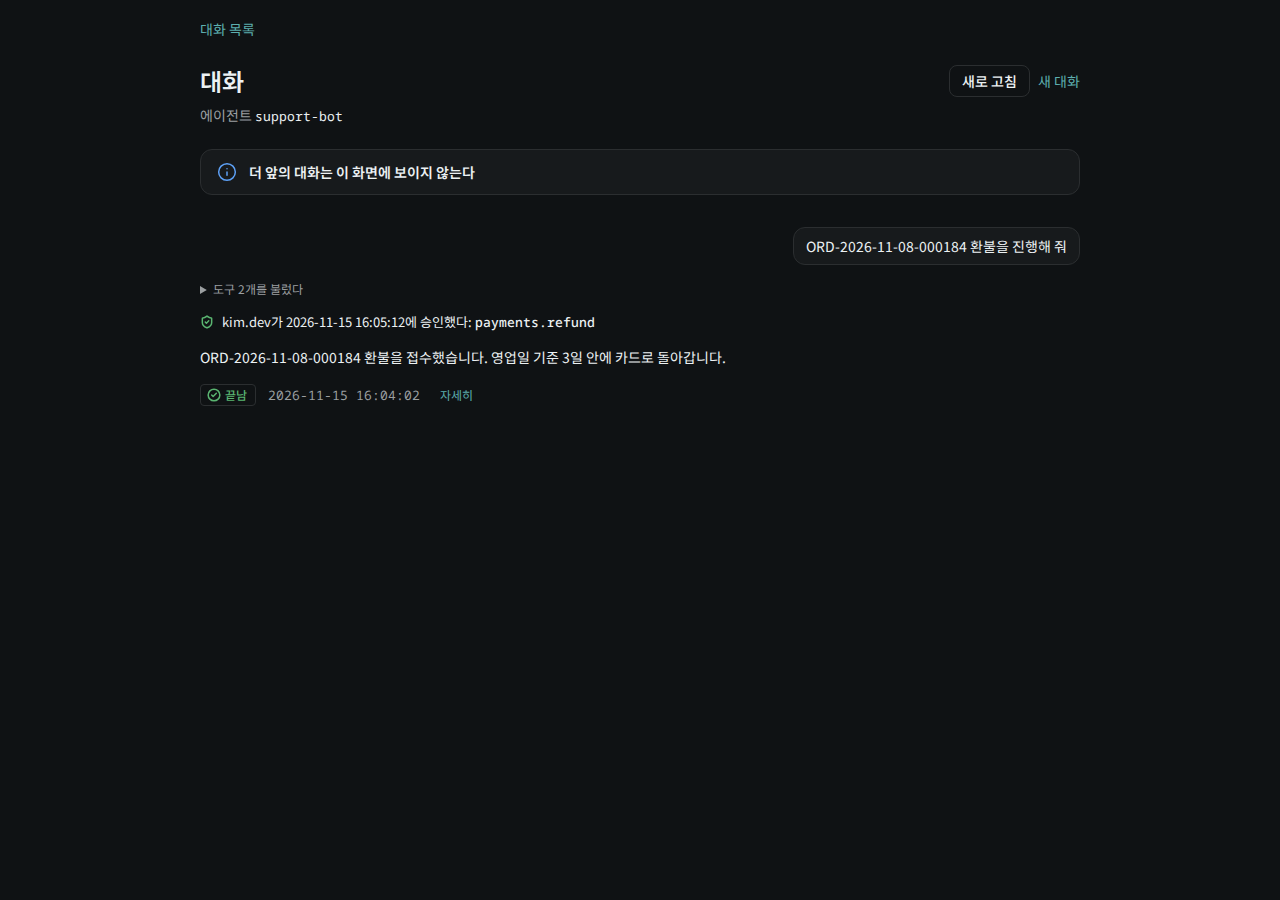 대화 목록
대화
새로 고침
새 대화
에이전트 support-bot
더 앞의 대화는 이 화면에 보이지 않는다
ORD-2026-11-08-000184 환불을 진행해 줘
도구 2개를 불렀다
kim.dev가 2026-11-15 16:05:12에 승인했다: payments.refund
ORD-2026-11-08-000184 환불을 접수했습니다. 영업일 기준 3일 안에 카드로 돌아갑니다.
끝남 2026-11-15 16:04:02 자세히